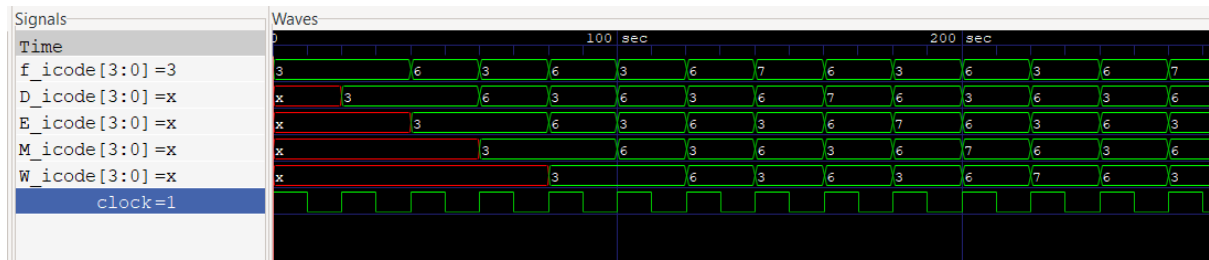 Signals Waves
Time 100 sec 200 sec
f_icode[3:0]=3 3 6 3 6 3 6 7 6 3 6 3 6 7
D_icode[3:0]=x x 3 6 3 6 3 6 7 6 3 6 3 6
E_icode[3:0]=x x 3 6 3 6 3 6 7 6 3 6 3
M_icode[3:0]=x x 3 6 3 6 3 6 7 6 3 6
W_icode[3:0]=x x 3 6 3 6 3 6 7 6 3
clock=1